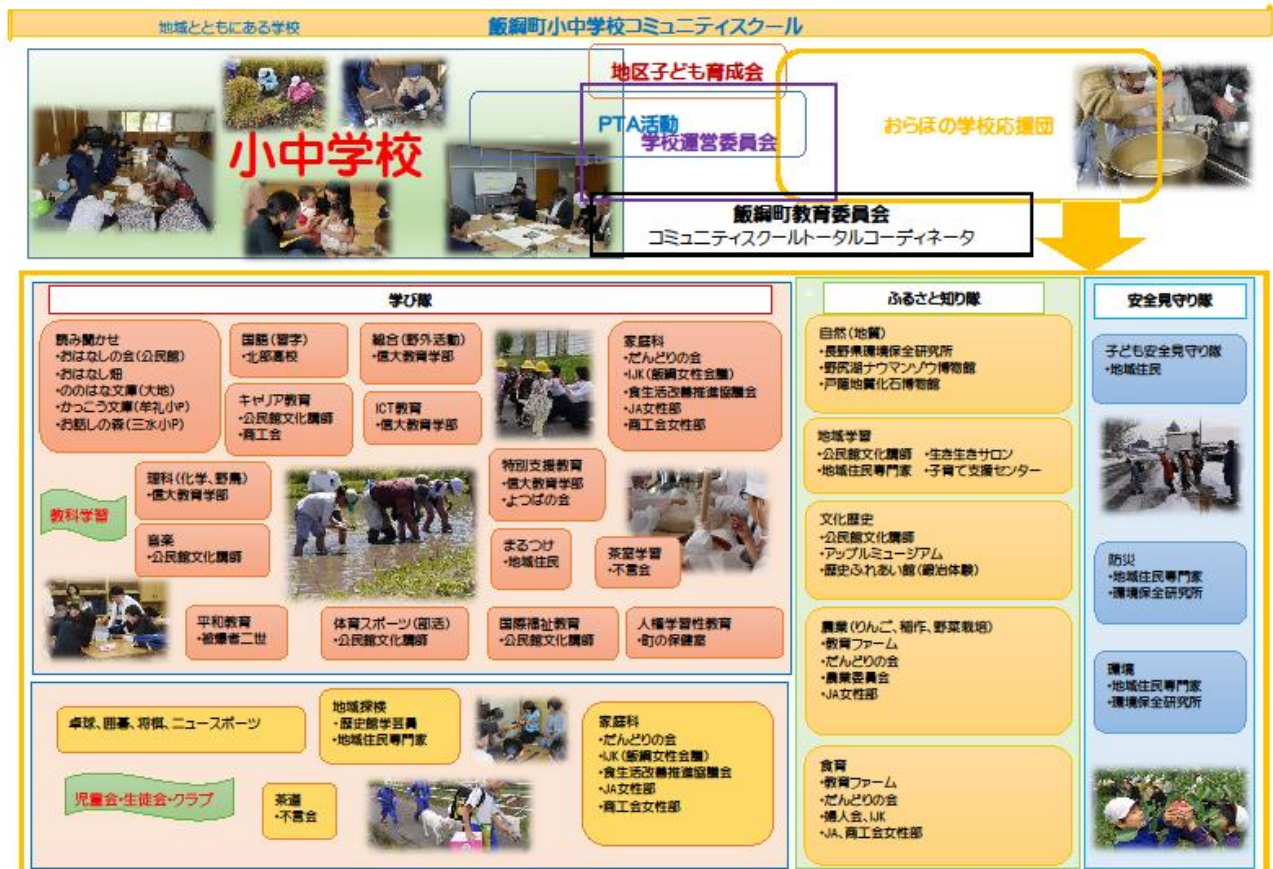 地域とともにある学校
飯綱町小中学校コミュニティスクール
小中学校
地区子ども育成会
PTA活動
学校運営委員会
おらほの学校応援団
飯綱町教育委員会
コミュニティスクールトータルコーディネータ
学び隊
読み聞かせ
・おはなしの会(公民館)
・おはなし畑
・ののはな文庫(大地)
・かっこう文庫(牟礼小P)
・お話しの森(三水小P)
国語(習字)
・北部高校
総合(野外活動)
・信大教育学部
キャリア教育
・公民館文化講師
・商工会
ICT教育
・信大教育学部
家庭科
・だんどりの会
・IJK(飯綱女性会議)
・食生活改善推進協議会
・JA女性部
・商工会女性部
教科学習
理科(化学、野鳥)
・信大教育学部
音楽
・公民館文化講師
特別支援教育
・信大教育学部
・よつばの会
まるつけ
・地域住民
茶室学習
・不言会
平和教育
・被爆者二世
体育スポーツ(部活)
・公民館文化講師
国際福祉教育
・公民館文化講師
人権学習性教育
・町の保健室
卓球、囲碁、将棋、ニュースポーツ
地域探検
・歴史館学芸員
・地域住民専門家
児童会・生徒会・クラブ
茶道
・不言会
家庭科
・だんどりの会
・IJK(飯綱女性会議)
・食生活改善推進協議会
・JA女性部
・商工会女性部
ふるさと知り隊
自然(地質)
・長野県環境保全研究所
・野尻湖ナウマンゾウ博物館
・戸隠地質化石博物館
地域学習
・公民館文化講師 ・生き生きサロン
・地域住民専門家 ・子育て支援センター
文化歴史
・公民館文化講師
・アップルミュージアム
・歴史ふれあい館(鍛冶体験)
農業(りんご、稲作、野菜栽培)
・教育ファーム
・だんどりの会
・農業委員会
・JA女性部
食育
・教育ファーム
・だんどりの会
・婦人会、IJK
・JA、商工会女性部
安全見守り隊
子ども安全見守り隊
・地域住民
防災
・地域住民専門家
・環境保全研究所
環境
・地域住民専門家
・環境保全研究所